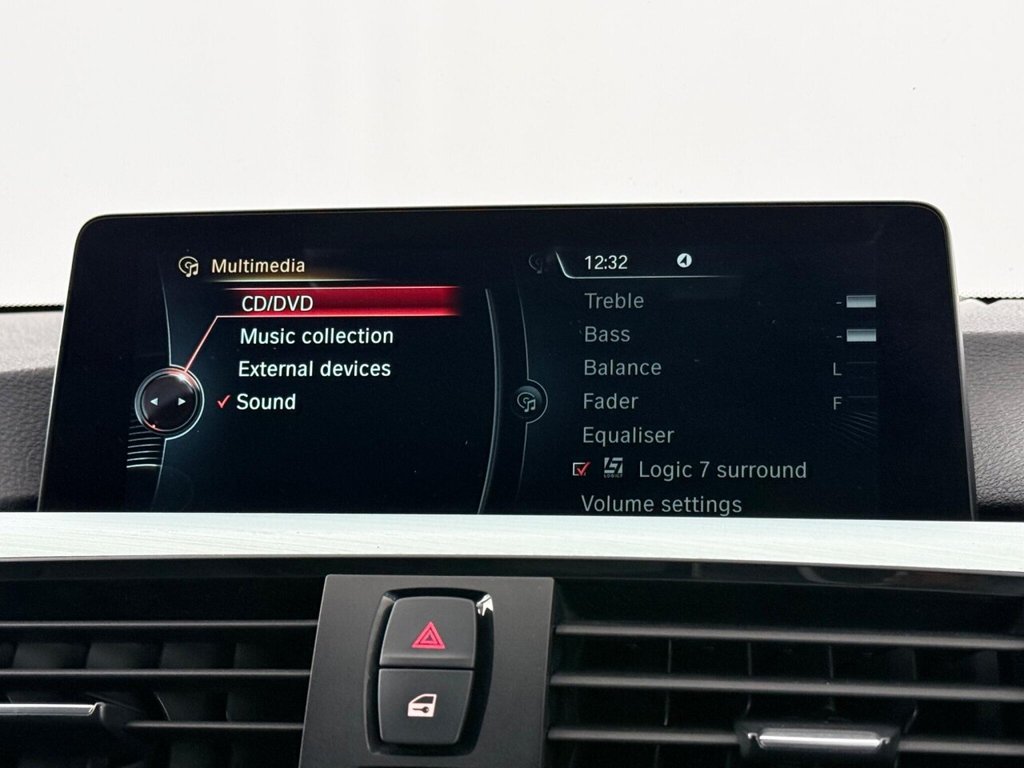 Multimedia
CD/DVD
Music collection
External devices
Sound
12:32
Treble -
Bass -
Balance L
Fader F
Equaliser
LOGIC7 Logic 7 surround
Volume settings